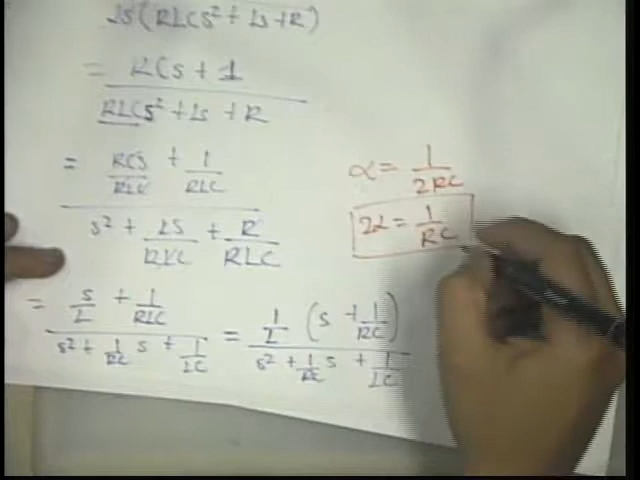 Ls(RLCs² + Ls + R)
= RCs + 1 / RLCs² + Ls + R
= RCs/RLC + 1/RLC / s² + LS/RLC + R/RLC
α = 1/2RC
2α = 1/RC
= s/L + 1/RLC / s² + 1/RC s + 1/LC = 1/L (s + 1/RC) / s² + 1/RC s + 1/LC